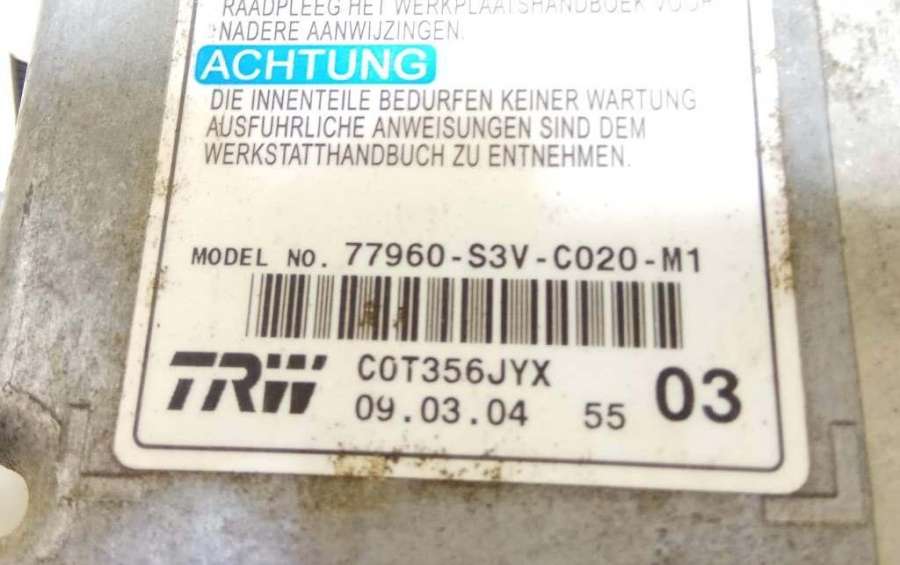 RAADPLEEG HET WERKPLAATSHANDBOEK VOOR
NADERE AANWIJZINGEN.
ACHTUNG
DIE INNENTEILE BEDURFEN KEINER WARTUNG
AUSFUHRLICHE ANWEISUNGEN SIND DEM
WERKSTATTHANDBUCH ZU ENTNEHMEN.
MODEL NO. 77960-S3V-C020-M1
TRW
C0T356JYX
09.03.04 55 03